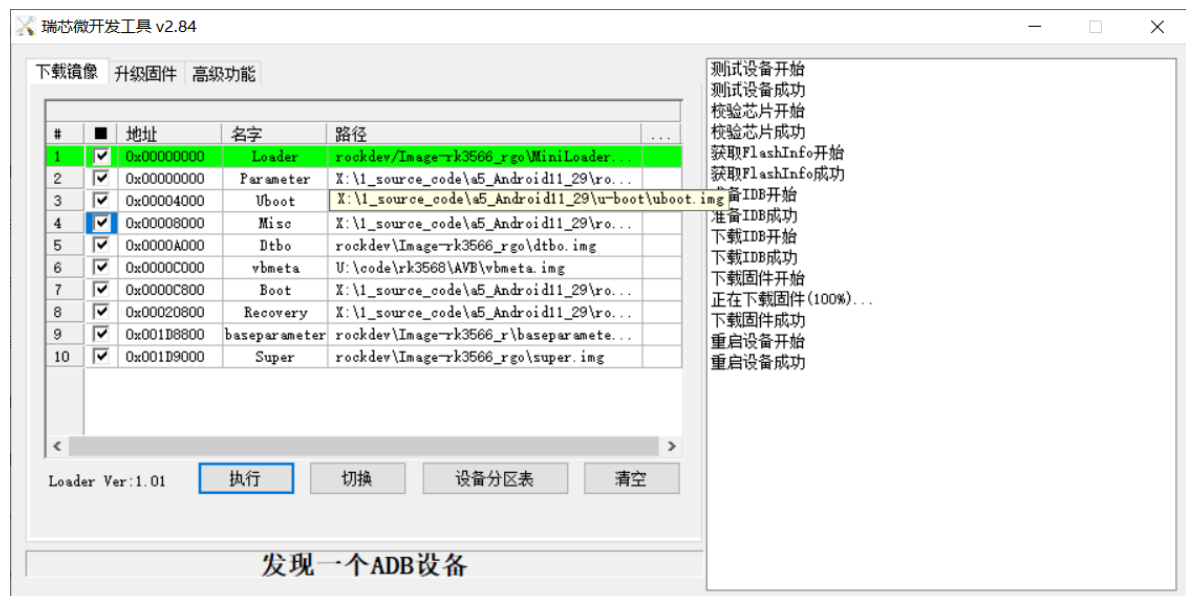 瑞芯微开发工具 v2.84
下载镜像 升级固件 高级功能
# 地址 名字 路径 ...
1 0x00000000 Loader rockdev/Image-rk3566_rgo\MiniLoader...
2 0x00000000 Parameter X:\1_source_code\a5_Android11_29\ro...
3 0x00004000 Uboot X:\1_source_code\a5_Android11_29\u-boot\uboot.img
4 0x00008000 Misc X:\1_source_code\a5_Android11_29\ro...
5 0x0000A000 Dtbo rockdev\Image-rk3566_rgo\dtbo.img
6 0x0000C000 vbmeta U:\code\rk3568\AVB\vbmeta.img
7 0x0000C800 Boot X:\1_source_code\a5_Android11_29\ro...
8 0x00020800 Recovery X:\1_source_code\a5_Android11_29\ro...
9 0x001D8800 baseparameter rockdev\Image-rk3566_r\baseparamete...
10 0x001D9000 Super rockdev\Image-rk3566_rgo\super.img
Loader Ver:1.01 执行 切换 设备分区表 清空
发现一个ADB设备
测试设备开始
测试设备成功
校验芯片开始
校验芯片成功
获取FlashInfo开始
获取FlashInfo成功
备IDB开始
准备IDB成功
下载IDB开始
下载IDB成功
下载固件开始
正在下载固件(100%)...
下载固件成功
重启设备开始
重启设备成功